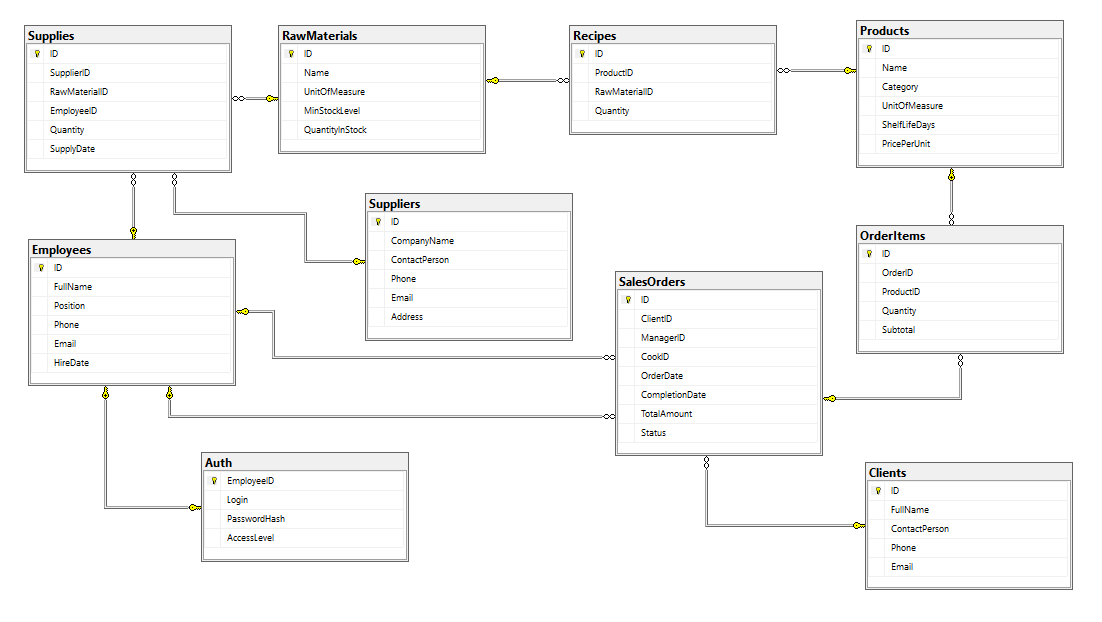 Supplies
ID
SupplierID
RawMaterialID
EmployeeID
Quantity
SupplyDate
RawMaterials
ID
Name
UnitOfMeasure
MinStockLevel
QuantityInStock
Recipes
ID
ProductID
RawMaterialID
Quantity
Products
ID
Name
Category
UnitOfMeasure
ShelfLifeDays
PricePerUnit
Suppliers
ID
CompanyName
ContactPerson
Phone
Email
Address
Employees
ID
FullName
Position
Phone
Email
HireDate
SalesOrders
ID
ClientID
ManagerID
CookID
OrderDate
CompletionDate
TotalAmount
Status
OrderItems
ID
OrderID
ProductID
Quantity
Subtotal
Auth
EmployeeID
Login
PasswordHash
AccessLevel
Clients
ID
FullName
ContactPerson
Phone
Email